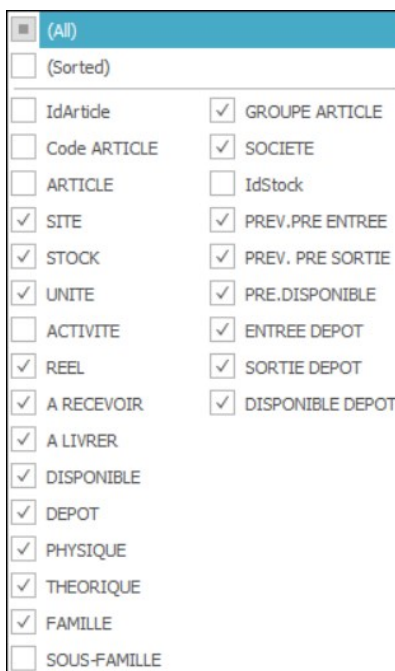 (All)
(Sorted)
IdArticle
Code ARTICLE
ARTICLE
SITE
STOCK
UNITE
ACTIVITE
REEL
A RECEVOIR
A LIVRER
DISPONIBLE
DEPOT
PHYSIQUE
THEORIQUE
FAMILLE
SOUS-FAMILLE
GROUPE ARTICLE
SOCIETE
IdStock
PREV.PRE ENTREE
PREV. PRE SORTIE
PRE.DISPONIBLE
ENTREE DEPOT
SORTIE DEPOT
DISPONIBLE DEPOT